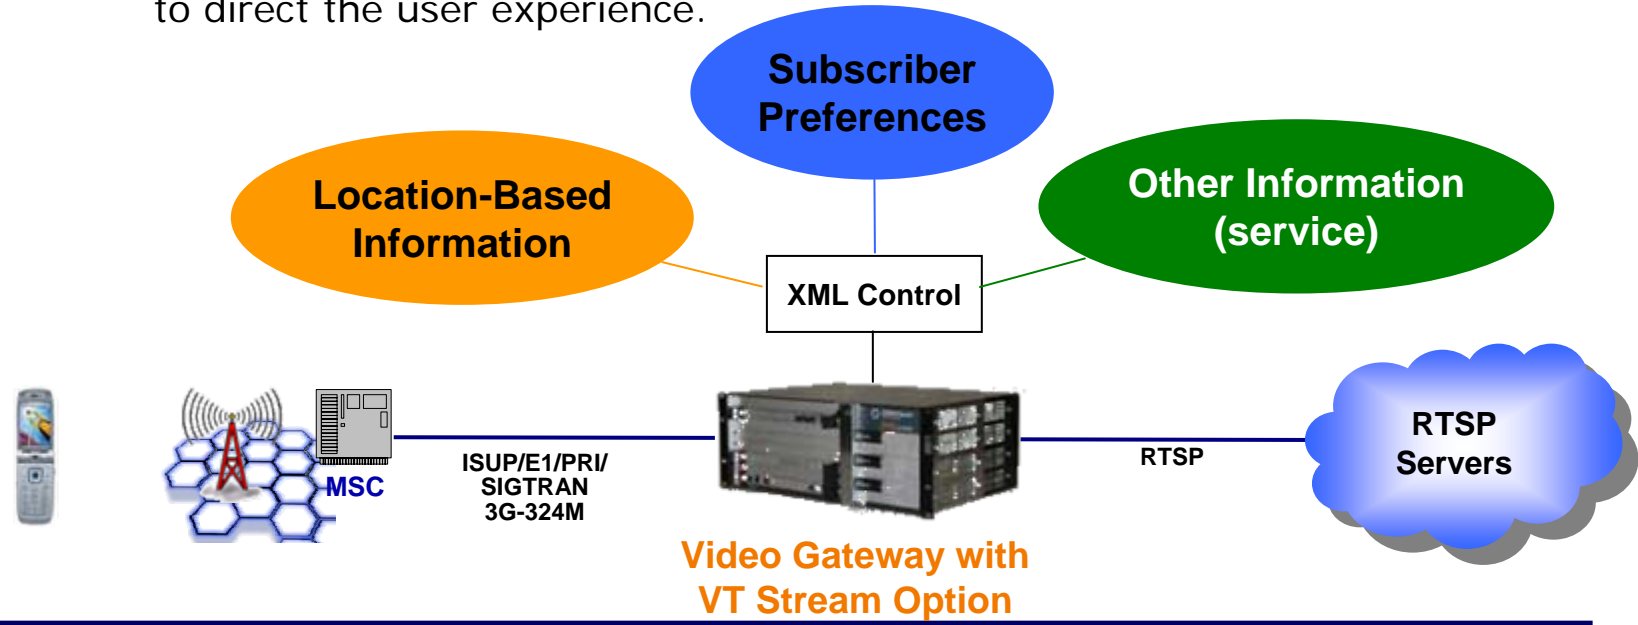 to direct the user experience.
Subscriber
Preferences
Location-Based
Information
Other Information
(service)
XML Control
MSC
ISUP/E1/PRI/
SIGTRAN
3G-324M
RTSP
RTSP
Servers
Video Gateway with
VT Stream Option